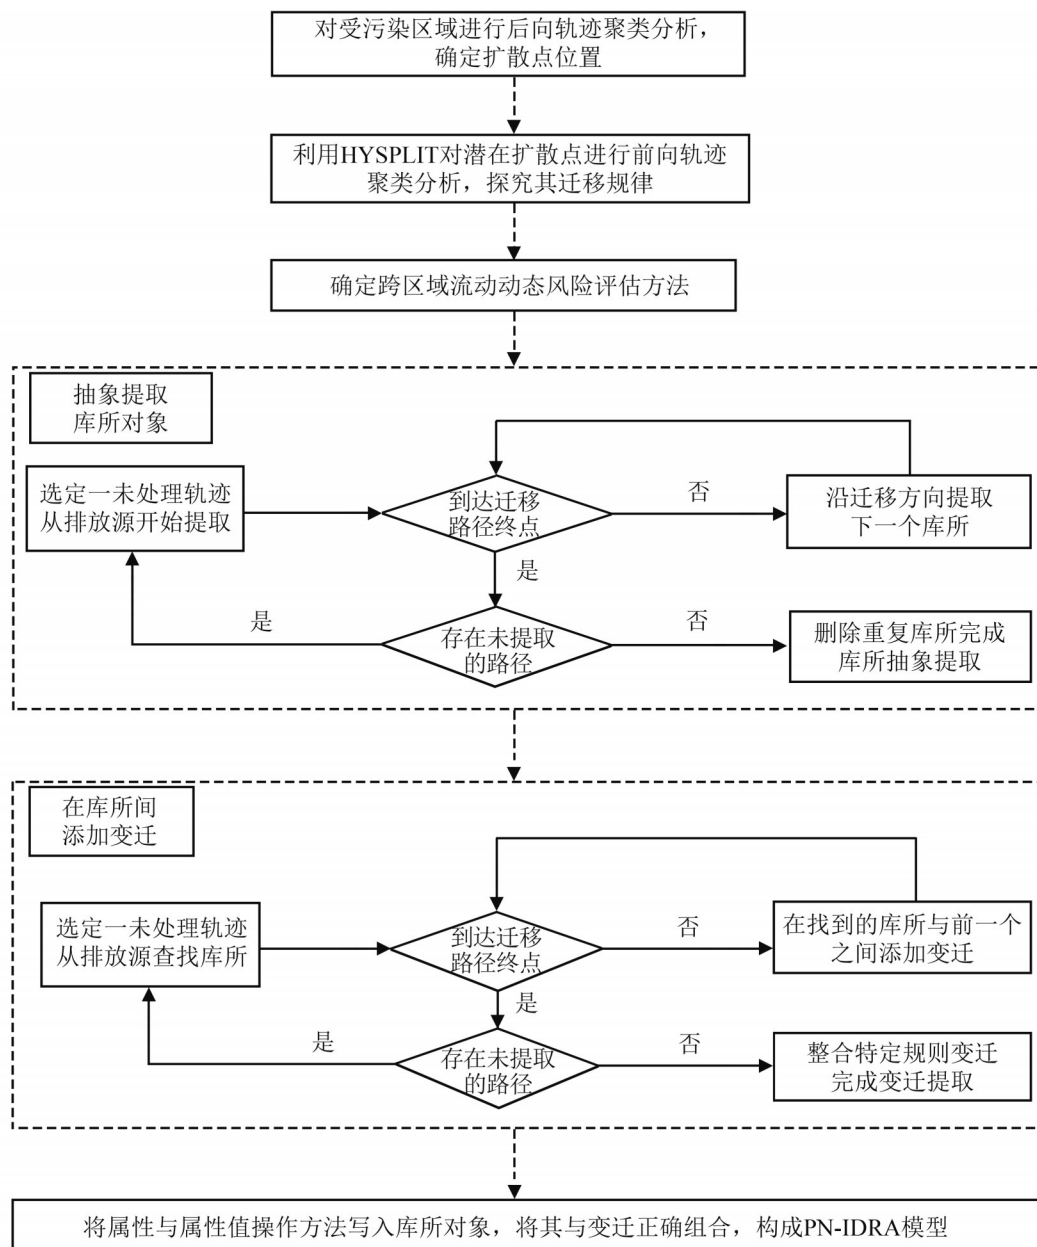 对受污染区域进行后向轨迹聚类分析，
确定扩散点位置
利用HYSPLIT对潜在扩散点进行前向轨迹
聚类分析，探究其迁移规律
确定跨区域流动动态风险评估方法
抽象提取
库所对象
选定一未处理轨迹
从排放源开始提取
到达迁移
路径终点
否
沿迁移方向提取
下一个库所
是
是
存在未提取
的路径
否
删除重复库所完成
库所抽象提取
在库所间
添加变迁
选定一未处理轨迹
从排放源查找库所
到达迁移
路径终点
否
在找到的库所与前一个
之间添加变迁
是
是
存在未提取
的路径
否
整合特定规则变迁
完成变迁提取
将属性与属性值操作方法写入库所对象，将其与变迁正确组合，构成PN-IDRA模型